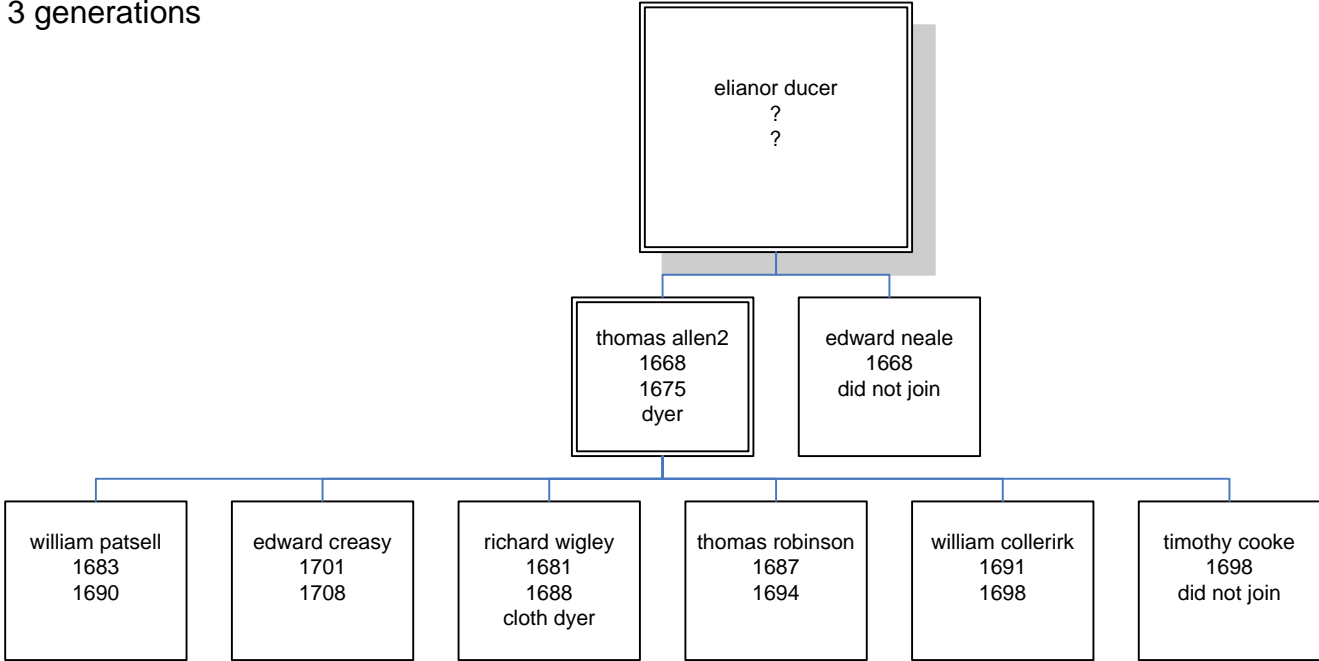 3 generations
elianor ducer
?
?
thomas allen2
1668
1675
dyer
edward neale
1668
did not join
william patsell
1683
1690
edward creasy
1701
1708
richard wigley
1681
1688
cloth dyer
thomas robinson
1687
1694
william collerirk
1691
1698
timothy cooke
1698
did not join